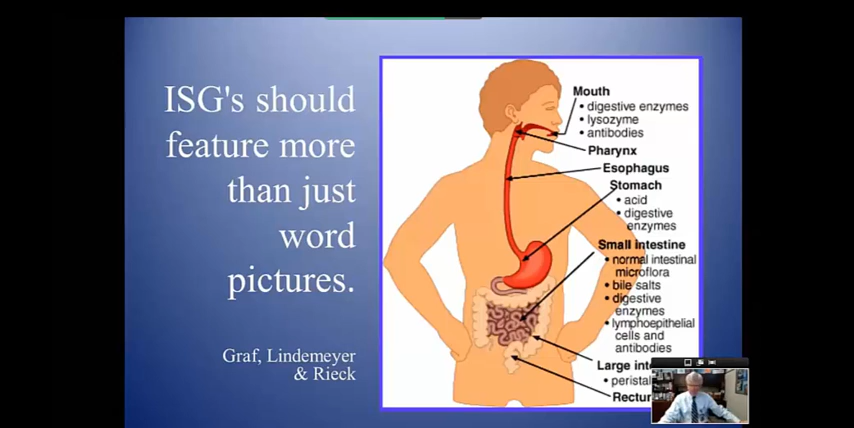 ISG's should
feature more
than just
word
pictures.
Graf, Lindemeyer
& Rieck
Mouth
• digestive enzymes
• lysozyme
• antibodies
Pharynx
Esophagus
Stomach
• acid
• digestive
enzymes
Small intestine
• normal intestinal
microflora
• bile salts
• digestive
enzymes
• lymphoepithelial
cells and
antibodies
Large